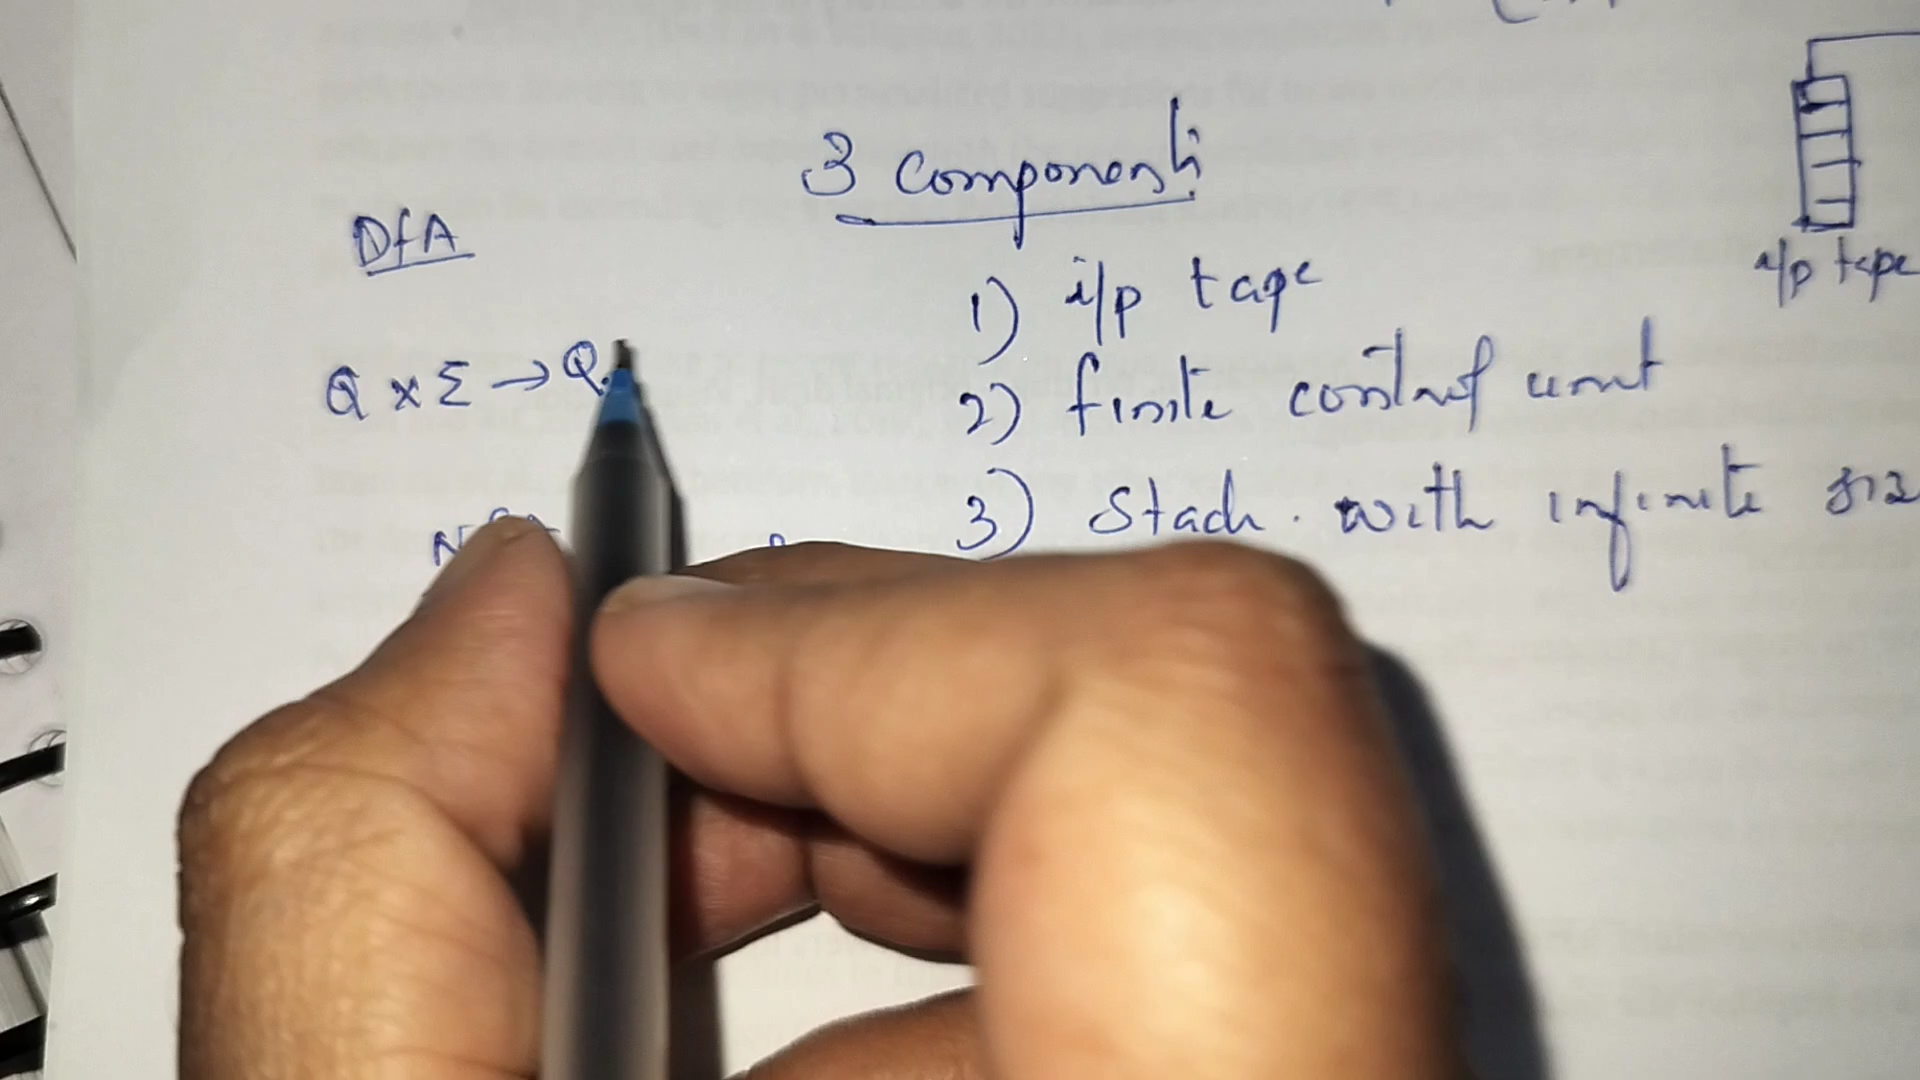 3 Components
DFA
1) i/p tape
i/p tape
Q × Σ → Q
2) finite control unit
3) Stack. with infinite